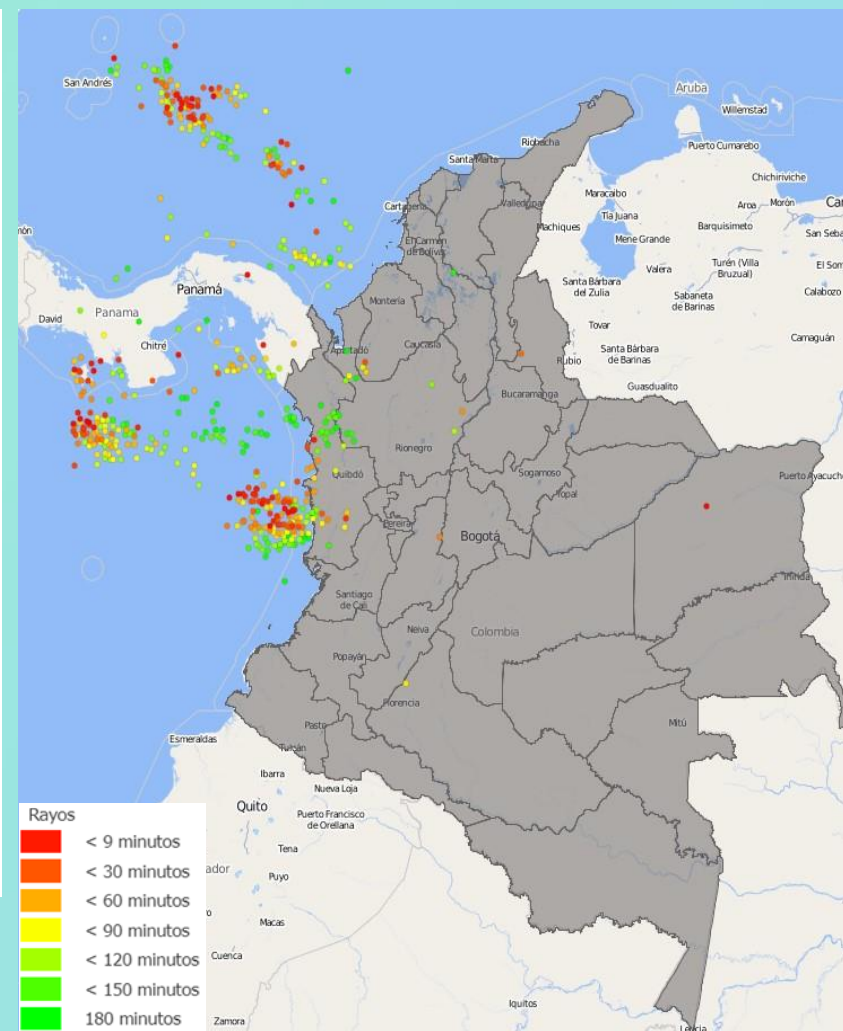 San Andrés
Aruba
Willemstad
Riohacha
Puerto Cumarebo
Santa Marta
Chichiriviche
Maracaibo
Cartagena
Valledupar
Aroa
Morón
Tía Juana
Machiques
Barquisimeto
San Seba
El Carmen
de Bolívar
Mene Grande
Turén (Villa
Bruzual)
El Som
Valera
Panamá
Santa Bárbara
del Zulia
Sabaneta
de Barinas
Calabozo
Montería
David
Panama
Tovar
Camaguán
Chitré
Apartadó
Caucasia
Rubio
Santa Bárbara
de Barinas
Guasdualito
Bucaramanga
Rionegro
Quibdó
Sogamoso
Yopal
Puerto Ayacucho
Pereira
Bogotá
Inírida
Santiago
de Cali
Neiva
Colombia
Popayán
Florencia
Mitú
Pasto
Esmeraldas
Tulcán
Ibarra
Nueva Loja
Quito
Puerto Francisco
de Orellana
Tena
Puyo
Macas
Cuenca
Zamora
Iquitos
Leticia
Rayos
< 9 minutos
< 30 minutos
< 60 minutos
< 90 minutos
< 120 minutos
< 150 minutos
180 minutos